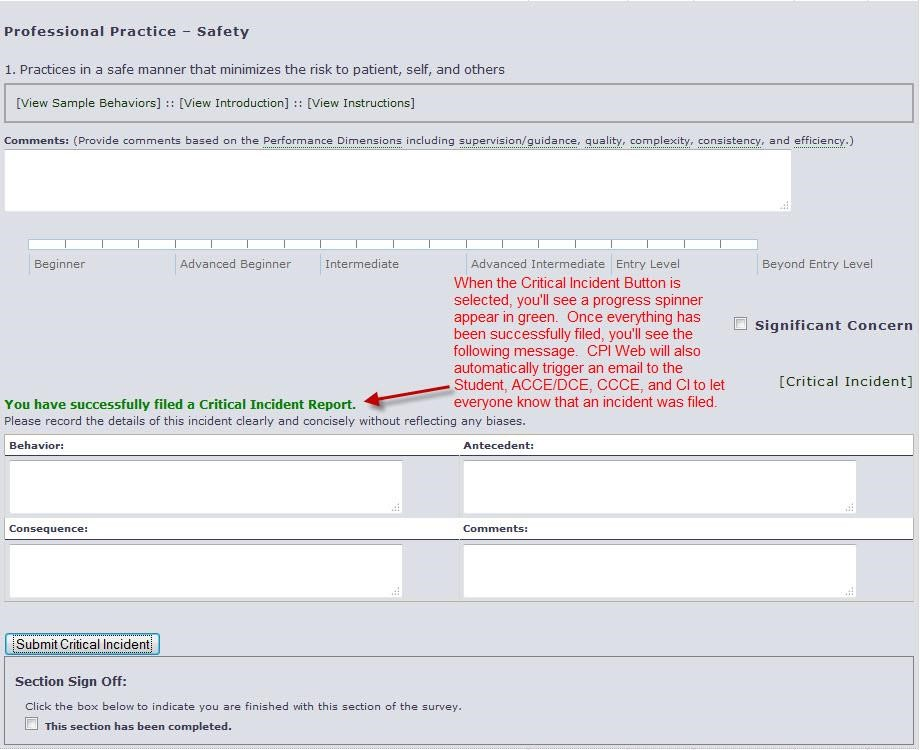 Professional Practice – Safety
1. Practices in a safe manner that minimizes the risk to patient, self, and others
[View Sample Behaviors] :: [View Introduction] :: [View Instructions]
Comments: (Provide comments based on the Performance Dimensions including supervision/guidance, quality, complexity, consistency, and efficiency.)
Beginner
Advanced Beginner
Intermediate
Advanced Intermediate
Entry Level
Beyond Entry Level
When the Critical Incident Button is
selected, you'll see a progress spinner
appear in green. Once everything has
been successfully filed, you'll see the
following message. CPI Web will also
automatically trigger an email to the
Student, ACCE/DCE, CCCE, and CI to let
everyone know that an incident was filed.
Significant Concern
[Critical Incident]
You have successfully filed a Critical Incident Report.
Please record the details of this incident clearly and concisely without reflecting any biases.
Behavior:
Antecedent:
Consequence:
Comments:
Submit Critical Incident
Section Sign Off:
Click the box below to indicate you are finished with this section of the survey.
This section has been completed.